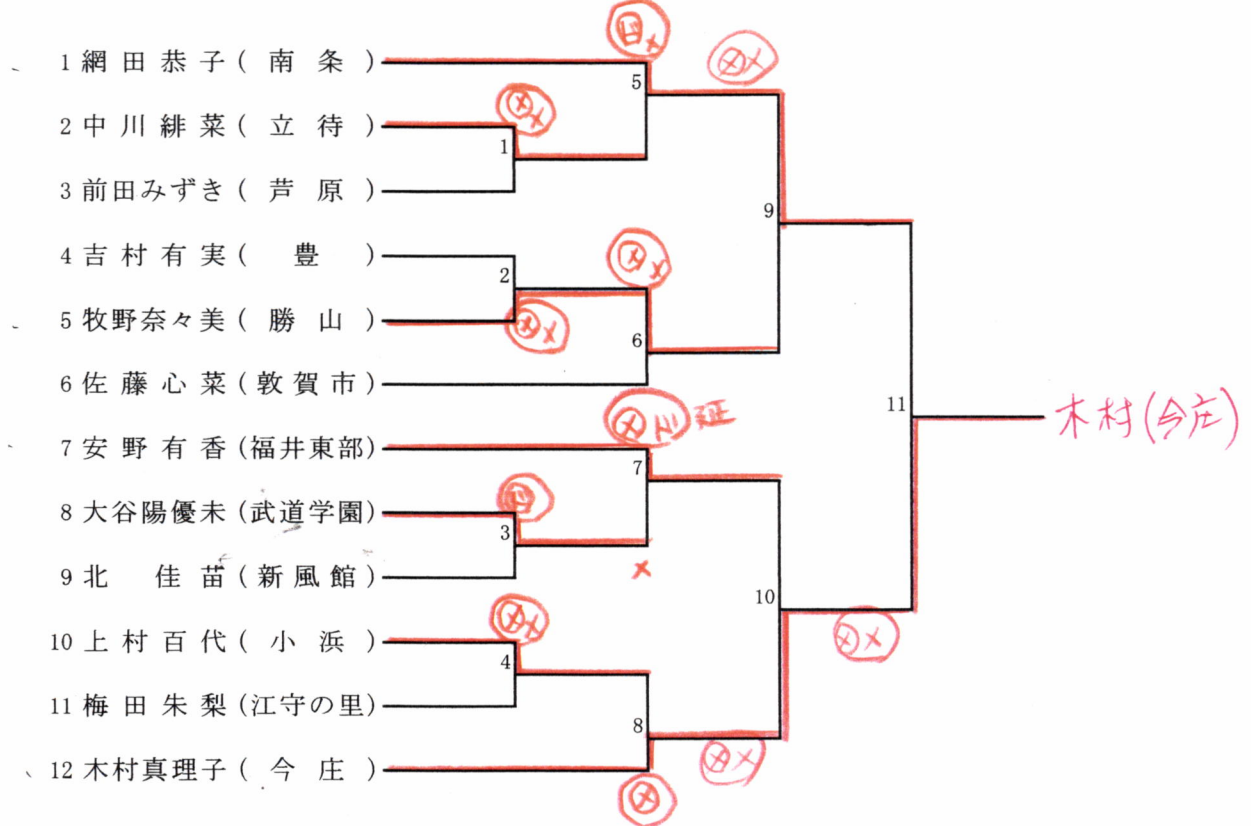 1 網田恭子(南条)
2 中川緋菜(立待)
3 前田みずき(芦原)
4 吉村有実(豊)
5 牧野奈々美(勝山)
6 佐藤心菜(敦賀市)
7 安野有香(福井東部)
8 大谷陽優未(武道学園)
9 北 佳苗(新風館)
10 上村百代(小浜)
11 梅田朱梨(江守の里)
12 木村真理子(今庄)
1
2
3
4
5
6
7
8
9
10
11
延
木村(今庄)